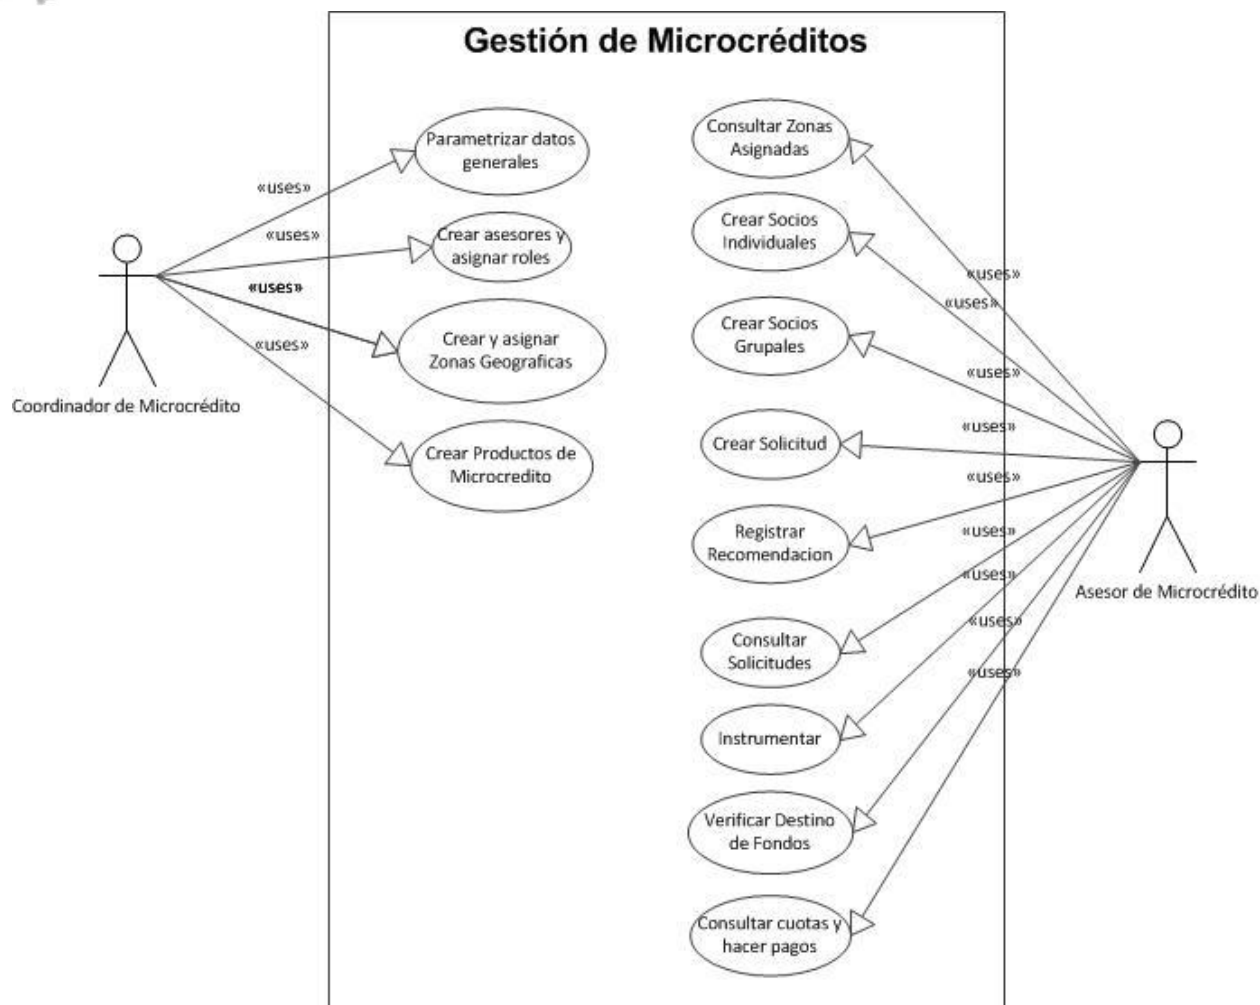 Gestión de Microcréditos
Parametrizar datos
generales
«uses»
Crear asesores y
asignar roles
«uses»
Crear y asignar
Zonas Geograficas
«uses»
Crear Productos de
Microcredito
«uses»
Coordinador de Microcrédito
Consultar Zonas
Asignadas
«uses»
Crear Socios
Individuales
«uses»
Crear Socios
Grupales
«uses»
Crear Solicitud
«uses»
Registrar
Recomendacion
«uses»
Consultar
Solicitudes
«uses»
Instrumentar
«uses»
Verificar Destino
de Fondos
«uses»
Consultar cuotas y
hacer pagos
«uses»
Asesor de Microcrédito